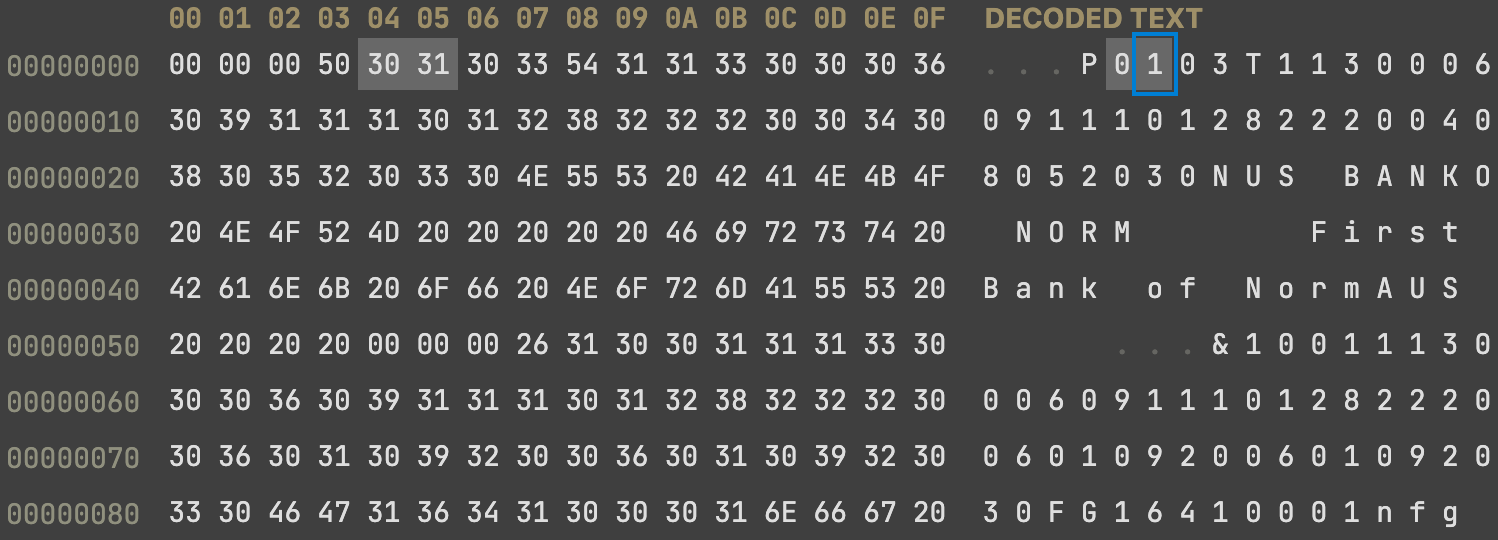 00 01 02 03 04 05 06 07 08 09 0A 0B 0C 0D 0E 0F DECODED TEXT
00000000 00 00 00 50 30 31 30 33 54 31 31 33 30 30 30 36 . . . P 0 1 0 3 T 1 1 3 0 0 0 6
00000010 30 39 31 31 31 30 31 32 38 32 32 32 30 30 34 30 0 9 1 1 1 0 1 2 8 2 2 2 0 0 4 0
00000020 38 30 35 32 30 33 30 4E 55 53 20 42 41 4E 4B 4F 8 0 5 2 0 3 0 N U S   B A N K O
00000030 20 4E 4F 52 4D 20 20 20 20 20 46 69 72 73 74 20   N O R M           F i r s t
00000040 42 61 6E 6B 20 6F 66 20 4E 6F 72 6D 41 55 53 20 B a n k   o f   N o r m A U S
00000050 20 20 20 20 00 00 00 26 31 30 30 31 31 31 33 30         . . . & 1 0 0 1 1 1 3 0
00000060 30 30 36 30 39 31 31 31 30 31 32 38 32 32 32 30 0 0 6 0 9 1 1 1 0 1 2 8 2 2 2 0
00000070 30 36 30 31 30 39 32 30 30 36 30 31 30 39 32 30 0 6 0 1 0 9 2 0 0 6 0 1 0 9 2 0
00000080 33 30 46 47 31 36 34 31 30 30 30 31 6E 66 67 20 3 0 F G 1 6 4 1 0 0 0 1 n f g